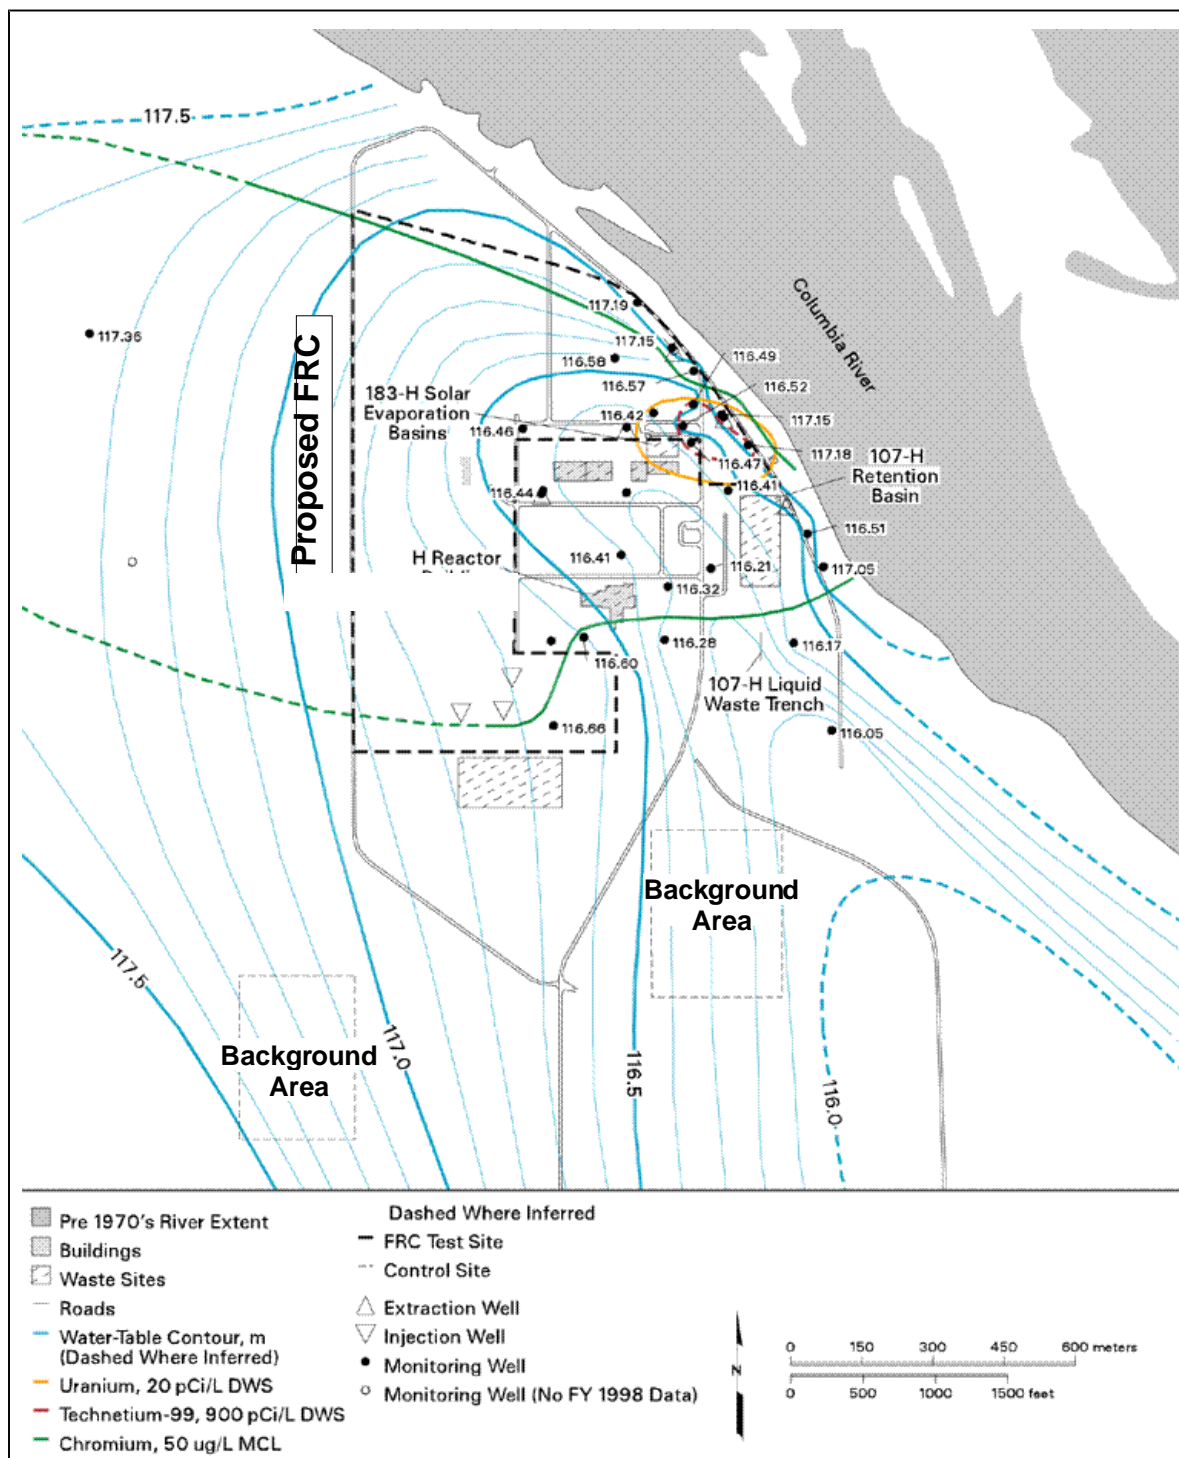 117.5
Columbia River
117.19
117.15
117.36
116.58
116.49
116.57
116.52
Proposed FRC
183-H Solar
Evaporation
Basins
116.42
117.15
116.46
117.18
116.47
107-H
Retention
Basin
116.41
116.44
116.51
116.41
H Reactor
116.21
117.05
116.32
116.28
116.17
116.60
107-H Liquid
Waste Trench
116.66
116.05
Background
Area
117.5
117.0
Background
Area
116.5
116.0
Pre 1970's River Extent
Buildings
Waste Sites
Roads
Water-Table Contour, m
(Dashed Where Inferred)
Uranium, 20 pCi/L DWS
Technetium-99, 900 pCi/L DWS
Chromium, 50 ug/L MCL
Dashed Where Inferred
FRC Test Site
Control Site
Extraction Well
Injection Well
Monitoring Well
Monitoring Well (No FY 1998 Data)
N
0 150 300 450 600 meters
0 500 1000 1500 feet